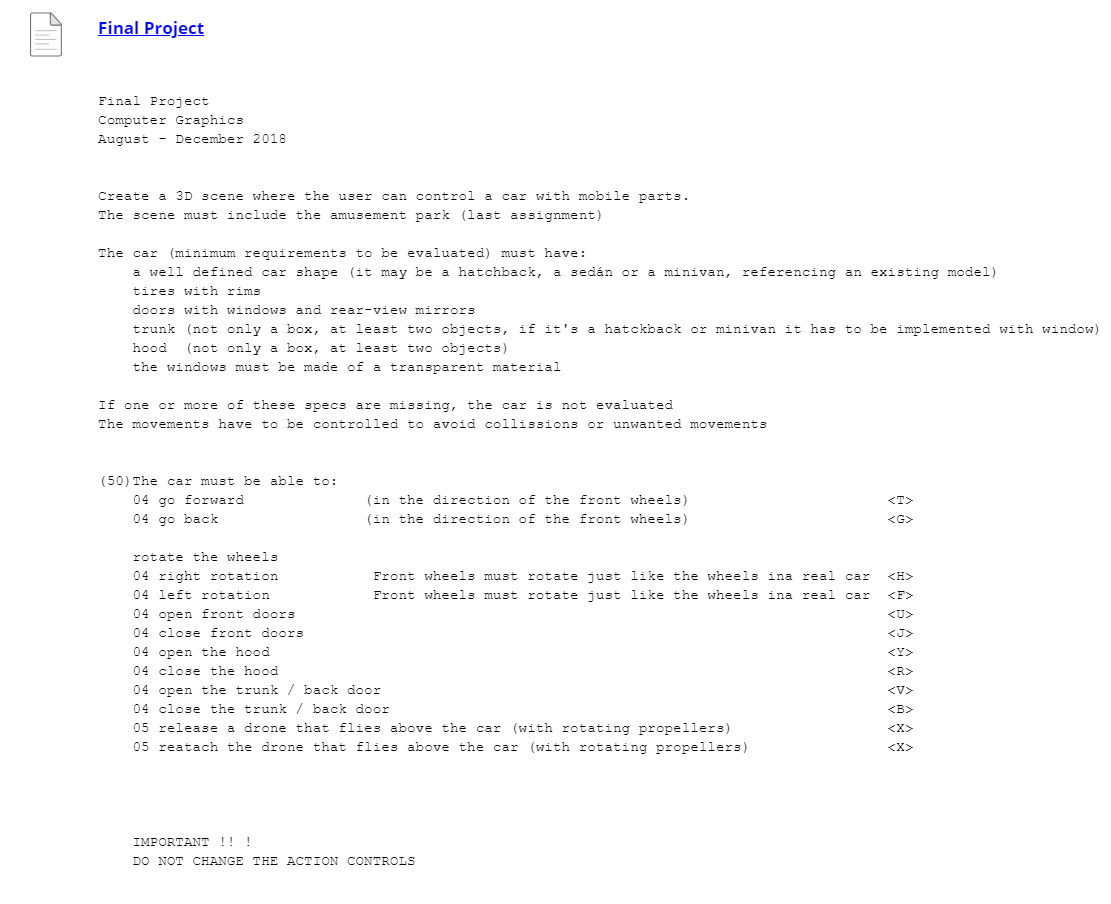 Final Project
Final Project
Computer Graphics
August - December 2018
Create a 3D scene where the user can control a car with mobile parts.
The scene must include the amusement park (last assignment)
The car (minimum requirements to be evaluated) must have:
a well defined car shape (it may be a hatchback, a sedán or a minivan, referencing an existing model)
tires with rims
doors with windows and rear-view mirrors
trunk (not only a box, at least two objects, if it's a hatckback or minivan it has to be implemented with window)
hood  (not only a box, at least two objects)
the windows must be made of a transparent material
If one or more of these specs are missing, the car is not evaluated
The movements have to be controlled to avoid collissions or unwanted movements
(50)The car must be able to:
04 go forward (in the direction of the front wheels) <T>
04 go back (in the direction of the front wheels) <G>
rotate the wheels
04 right rotation Front wheels must rotate just like the wheels ina real car <H>
04 left rotation Front wheels must rotate just like the wheels ina real car <F>
04 open front doors <U>
04 close front doors <J>
04 open the hood <Y>
04 close the hood <R>
04 open the trunk / back door <V>
04 close the trunk / back door <B>
05 release a drone that flies above the car (with rotating propellers) <X>
05 reatach the drone that flies above the car (with rotating propellers) <X>
IMPORTANT !! !
DO NOT CHANGE THE ACTION CONTROLS